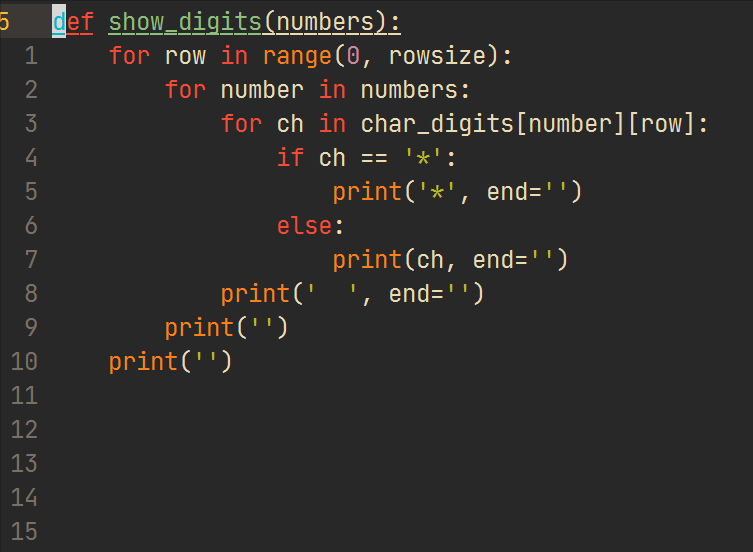 5 def show_digits(numbers):
1     for row in range(0, rowsize):
2         for number in numbers:
3             for ch in char_digits[number][row]:
4                 if ch == '*':
5                     print('*', end='')
6                 else:
7                     print(ch, end='')
8             print('  ', end='')
9         print('')
10     print('')
11
12
13
14
15